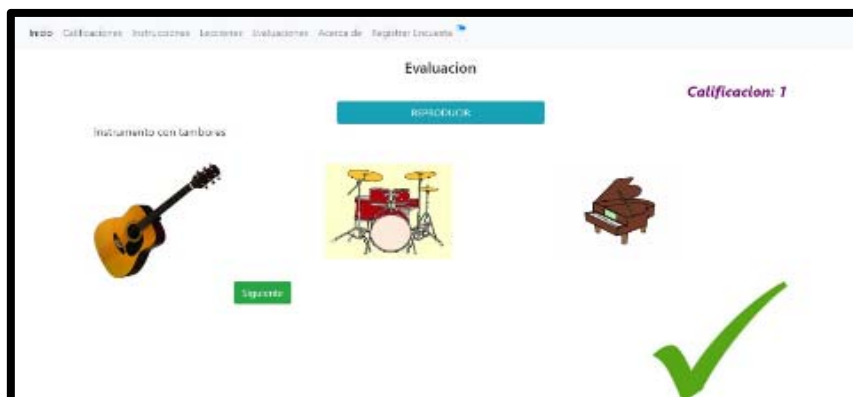 Inicio Calificaciones Instrucciones Lecciones Evaluaciones Acerca de Registrar Encuesta
Evaluacion
Calificacion: 1
REPRODUCIR
Instrumento con tambores
Siguiente